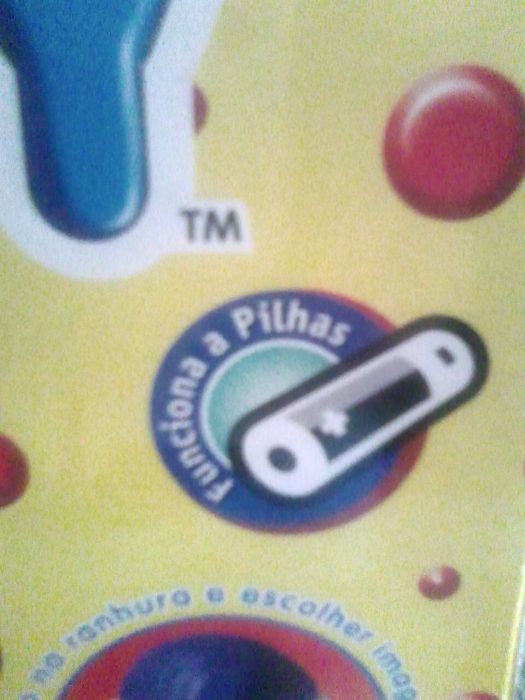 Y
TM
Funciona a Pilhas
na ranhura e escolher